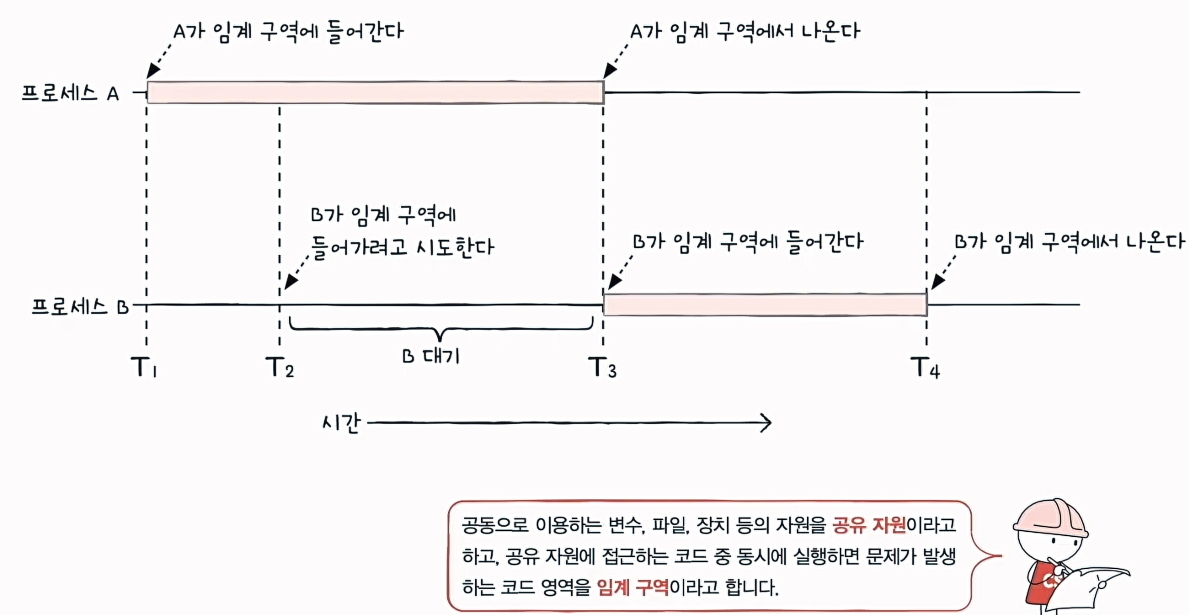 A가 임계 구역에 들어간다
A가 임계 구역에서 나온다
프로세스 A
B가 임계 구역에
들어가려고 시도한다
B가 임계 구역에 들어간다
B가 임계 구역에서 나온다
프로세스 B
B 대기
T1
T2
T3
T4
시간
공동으로 이용하는 변수, 파일, 장치 등의 자원을 공유 자원이라고
하고, 공유 자원에 접근하는 코드 중 동시에 실행하면 문제가 발생
하는 코드 영역을 임계 구역이라고 합니다.
CS